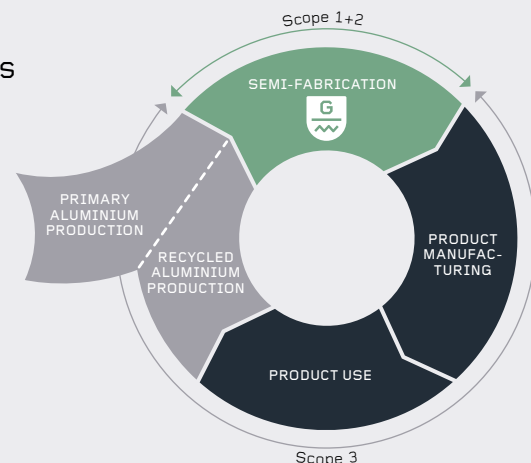 Scope 1+2
s
SEMI-FABRICATION
G
PRIMARY
ALUMINIUM
PRODUCTION
RECYCLED
ALUMINIUM
PRODUCTION
PRODUCT
MANUFAC-
TURING
PRODUCT USE
Scope 3